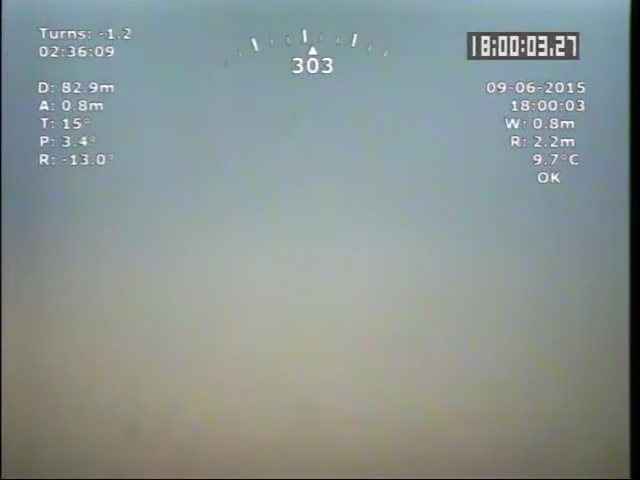 Turns: -1.2
02:36:09
303
18:00:03.27
D: 82.9m
A: 0.8m
T: 15°
P: 3.4°
R: -13.0°
09-06-2015
18:00:03
W: 0.8m
R: 2.2m
9.7°C
OK